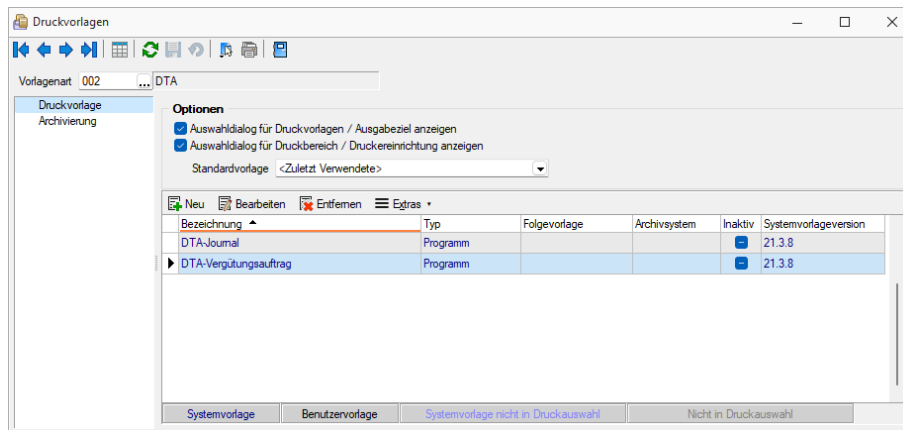 Druckvorlagen
Vorlagenart 002 ... DTA
Druckvorlage
Archivierung
Optionen
Auswahldialog für Druckvorlagen / Ausgabeziel anzeigen
Auswahldialog für Druckbereich / Druckereinrichtung anzeigen
Standardvorlage <Zuletzt Verwendete>
Neu Bearbeiten Entfernen Extras
Bezeichnung Typ Folgevorlage Archivsystem Inaktiv Systemvorlageversion
DTA-Journal Programm 21.3.8
DTA-Vergütungsauftrag Programm 21.3.8
Systemvorlage Benutzervorlage Systemvorlage nicht in Druckauswahl Nicht in Druckauswahl